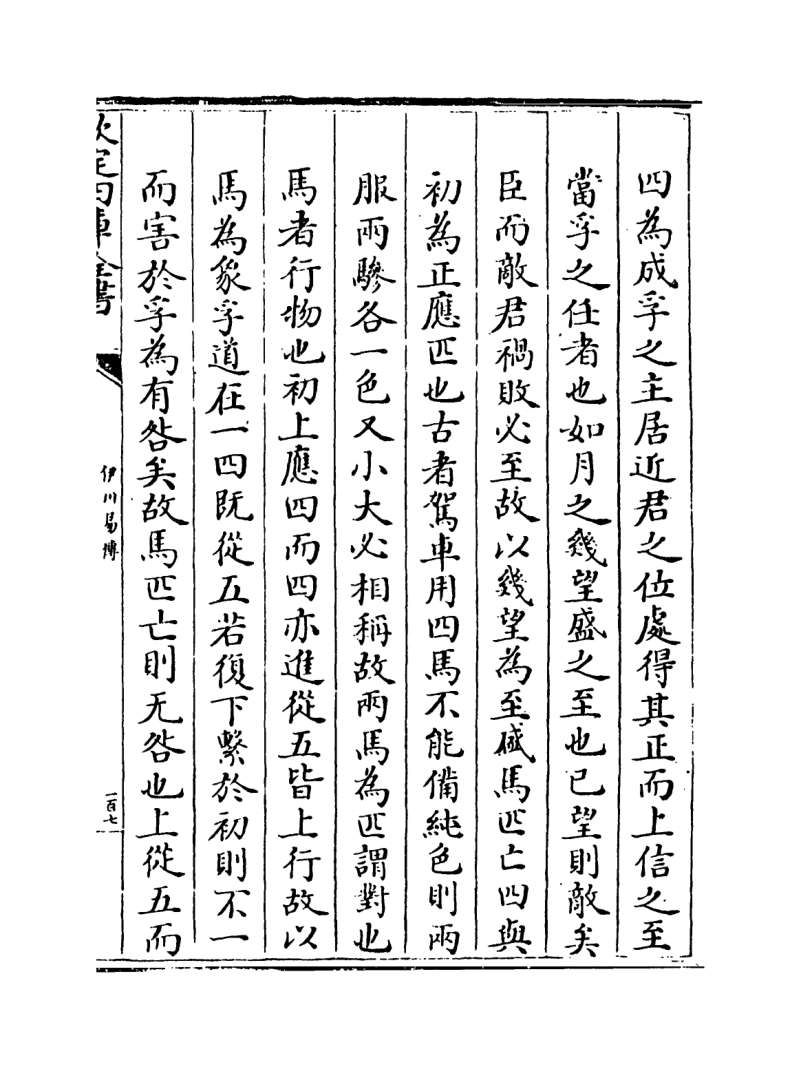 四為成孚之主居近君之位處得其正而上信之至
當孚之任者也如月之幾望盛之至也已望則敵矣
臣而敵君禍敗必至故以幾望為至盛馬匹亡四與
初為正應匹也古者駕車用四馬不能備純色則兩
服兩驂各一色又小大必相稱故兩馬為匹謂對也
馬者行物也初上應四而四亦進從五皆上行故以
馬為象孚道在一四既從五若復下繫於初則不一
而害於孚為有咎矣故馬匹亡則无咎也上從五而
欽定四庫全書
伊川易傳
一百七